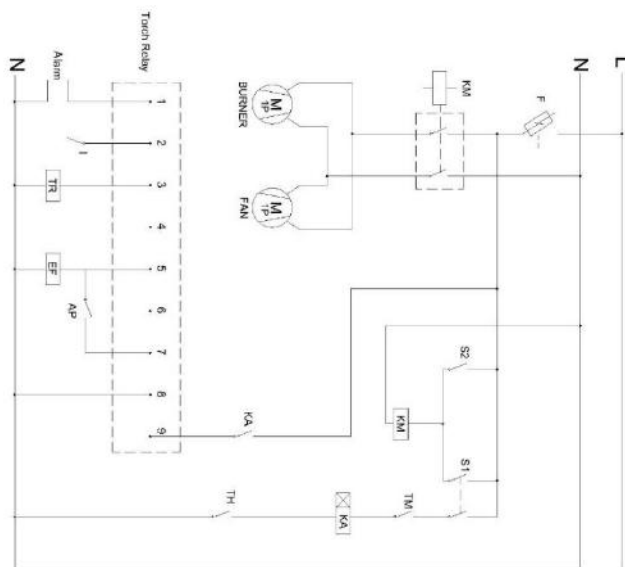 L
N
F
KM
S2
S1
TM
KM
KA
M
1P
M
1P
BURNER
FAN
KA
TH
1 2 3 4 5 6 7 8 9
Torch Relay
I
AP
Alarm
TR
EF
N